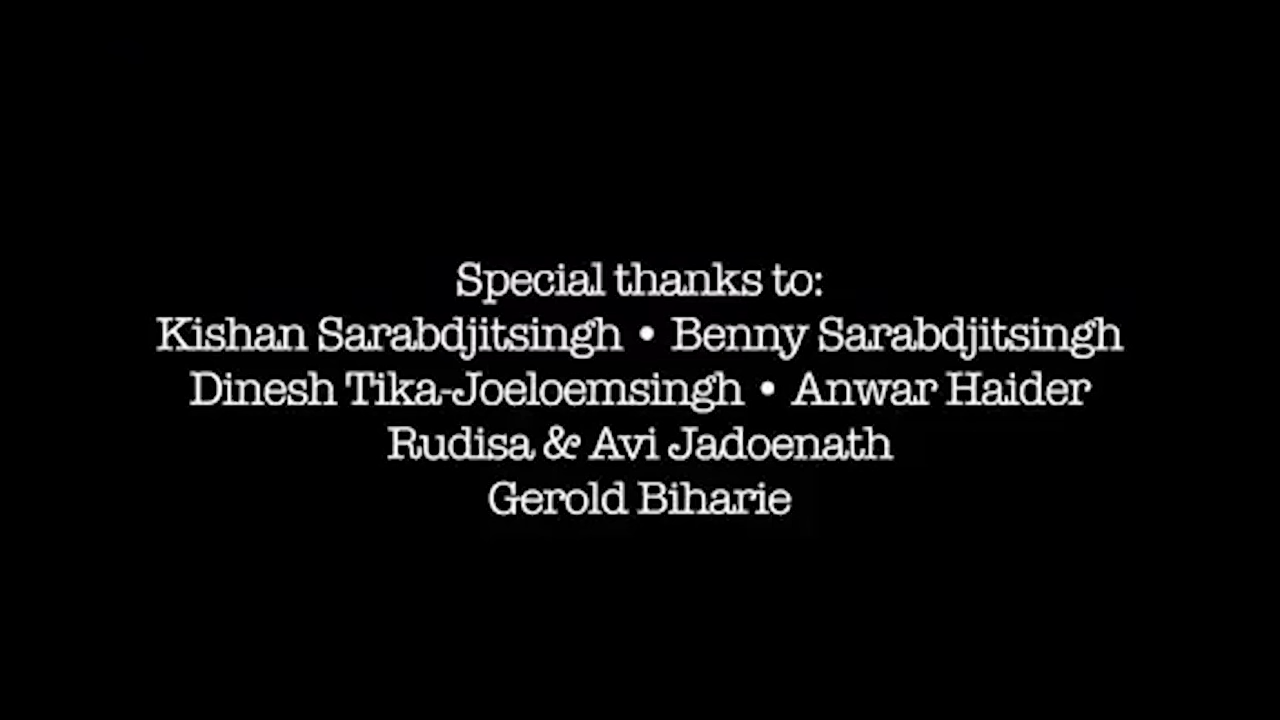 Special thanks to:
Kishan Sarabdjitsingh • Benny Sarabdjitsingh
Dinesh Tika-Joeloemsingh • Anwar Haider
Rudisa & Avi Jadoenath
Gerold Biharie